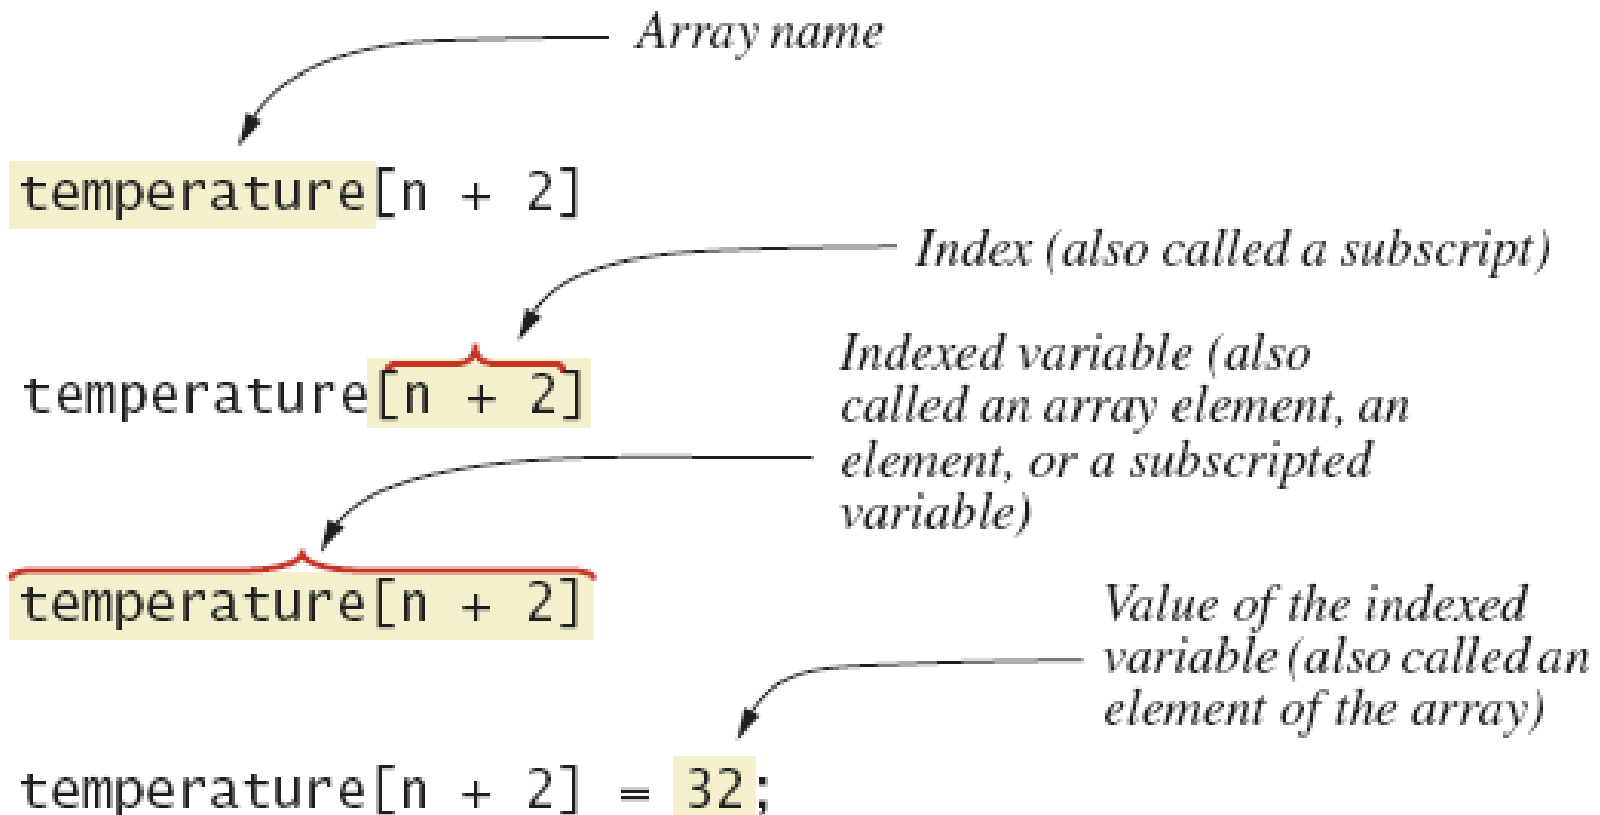 Array name
temperature[n + 2]
Index (also called a subscript)
temperature[n + 2]
Indexed variable (also
called an array element, an
element, or a subscripted
variable)
temperature[n + 2]
Value of the indexed
variable (also called an
element of the array)
temperature[n + 2] = 32;